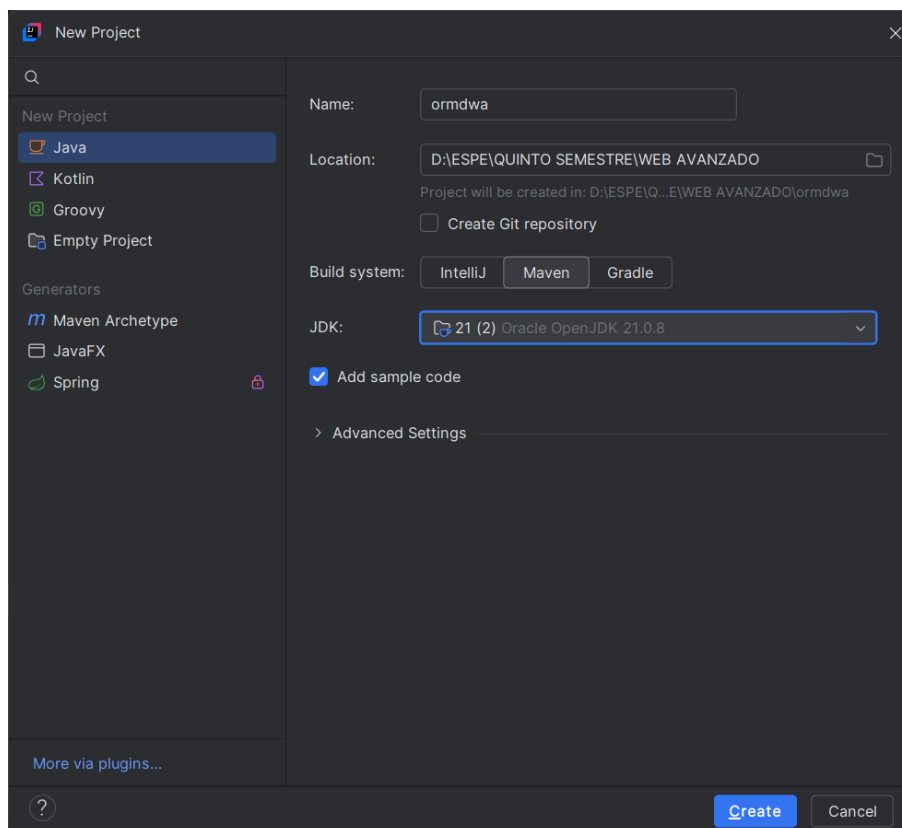 New Project
New Project
Java
Kotlin
Groovy
Empty Project
Generators
Maven Archetype
JavaFX
Spring
More via plugins...
Name: ormdwa
Location: D:\ESPE\QUINTO SEMESTRE\WEB AVANZADO
Project will be created in: D:\ESPE\Q...E\WEB AVANZADO\ormdwa
Create Git repository
Build system: IntelliJ Maven Gradle
JDK: 21 (2) Oracle OpenJDK 21.0.8
Add sample code
Advanced Settings
? Create Cancel